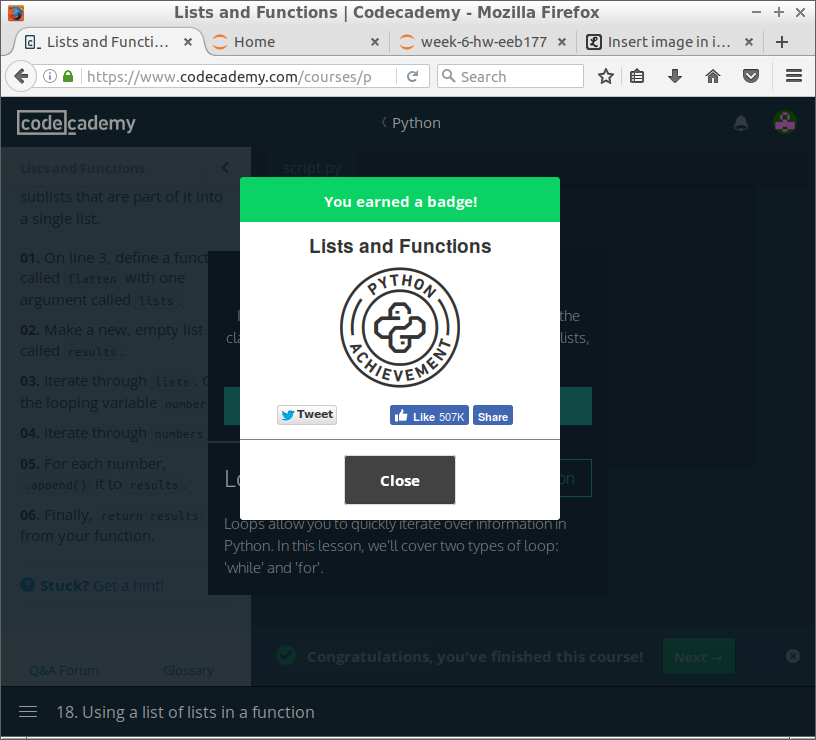 Lists and Functions | Codecademy - Mozilla Firefox
Lists and Functi... Home week-6-hw-eeb177 Insert image in i...
https://www.codecademy.com/courses/p Search
codecademy Python
Lists and Functions script.py
sublists that are part of it into
a single list.
01. On line 3, define a funct
called flatten with one
argument called lists.
02. Make a new, empty list
called results.
03. Iterate through lists.
the looping variable number
04. Iterate through numbers
05. For each number,
.append() it to results.
06. Finally, return results
from your function.
Stuck? Get a hint!
Q&A Forum Glossary
You earned a badge!
Lists and Functions
PYTHON
ACHIEVEMENT
Tweet Like 507K Share
Close
the
cla lists,
Lo on
Loops allow you to quickly iterate over information in
Python. In this lesson, we'll cover two types of loop:
'while' and 'for'.
Congratulations, you've finished this course! Next →
18. Using a list of lists in a function